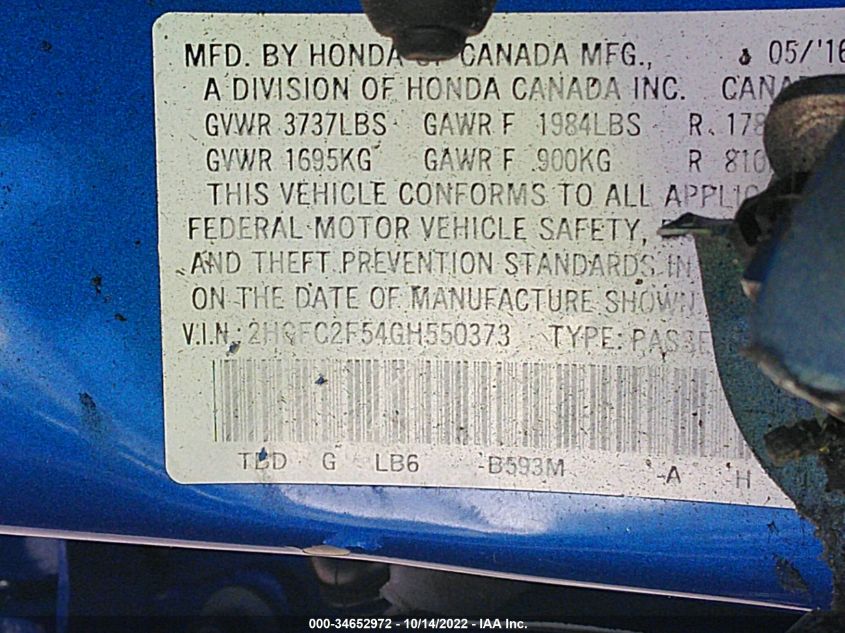 MFD. BY HONDA OF CANADA MFG., 05/'16
A DIVISION OF HONDA CANADA INC.
GVWR 3737LBS GAWR F 1984LBS R
GVWR 1695KG GAWR F 900KG R
THIS VEHICLE CONFORMS TO ALL
FEDERAL MOTOR VEHICLE SAFETY,
AND THEFT PREVENTION STANDARDS IN
ON THE DATE OF MANUFACTURE SHOWN
V.I.N.: 2HGFC2F54GH550373 TYPE:
TBD G LB6 -B593M -A H
000-34652972 - 10/14/2022 - IAA Inc.